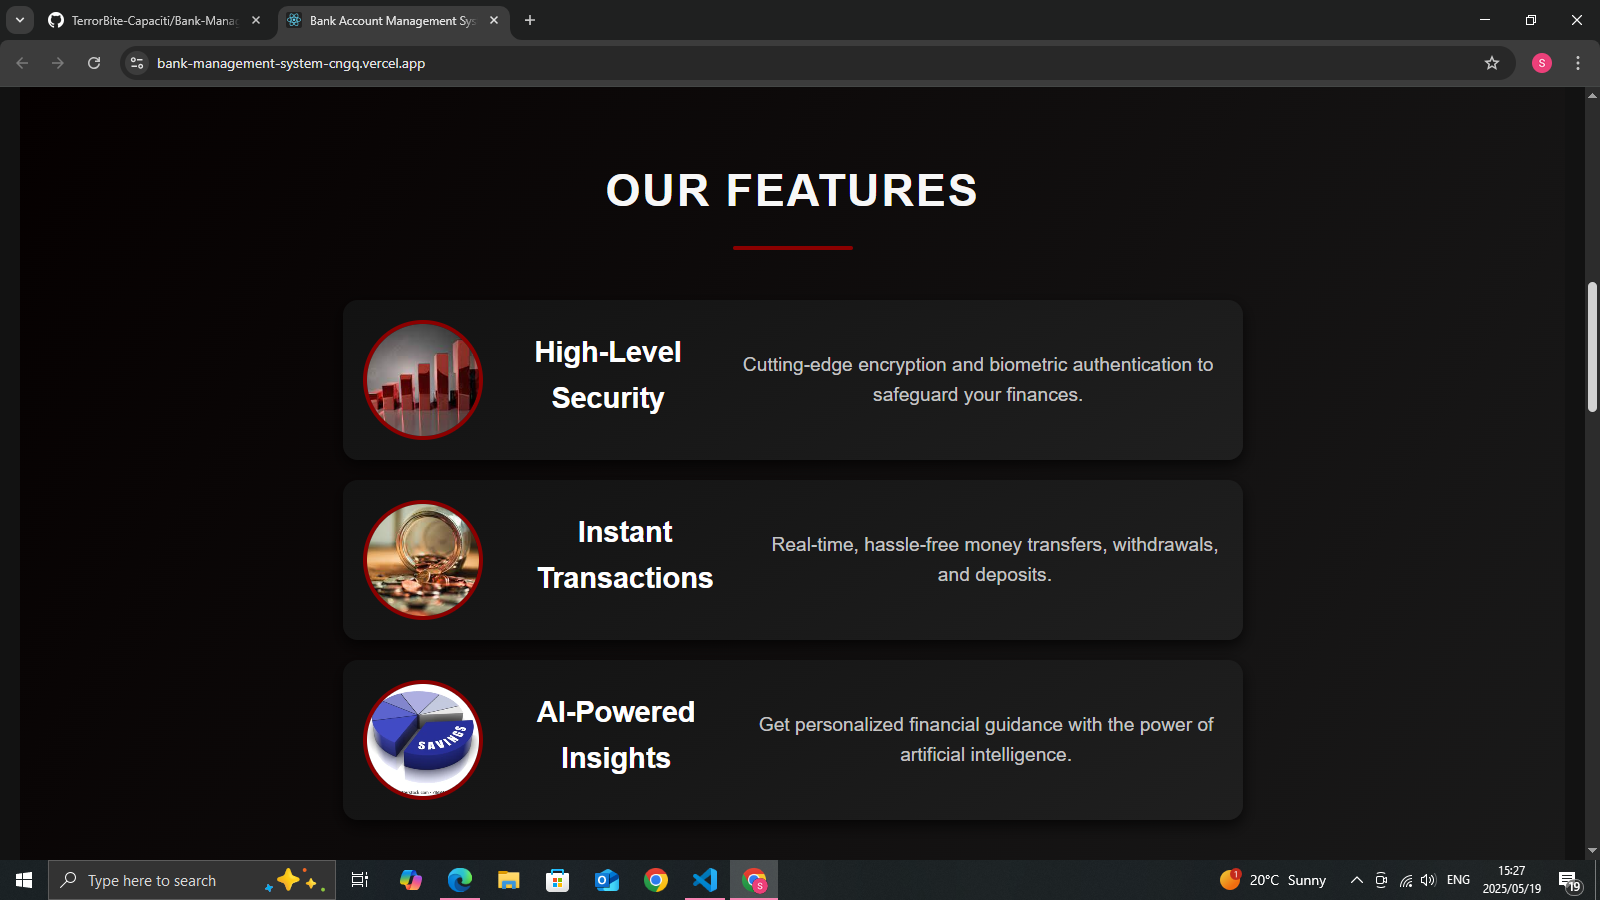 TerrorBite-Capaciti/Bank-Manag
Bank Account Management Sys
bank-management-system-cngq.vercel.app
S
OUR FEATURES
High-Level
Security
Cutting-edge encryption and biometric authentication to
safeguard your finances.
Instant
Transactions
Real-time, hassle-free money transfers, withdrawals,
and deposits.
SAVINGS
AI-Powered
Insights
Get personalized financial guidance with the power of
artificial intelligence.
Type here to search
S
1
20°C Sunny
ENG
15:27
2025/05/19
19